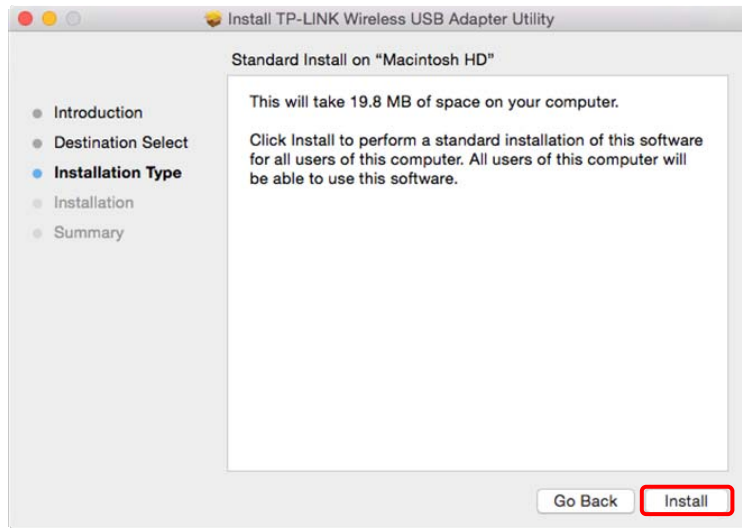 Install TP-LINK Wireless USB Adapter Utility
Standard Install on “Macintosh HD”
Introduction
Destination Select
Installation Type
Installation
Summary
This will take 19.8 MB of space on your computer.
Click Install to perform a standard installation of this software
for all users of this computer. All users of this computer will
be able to use this software.
Go Back
Install